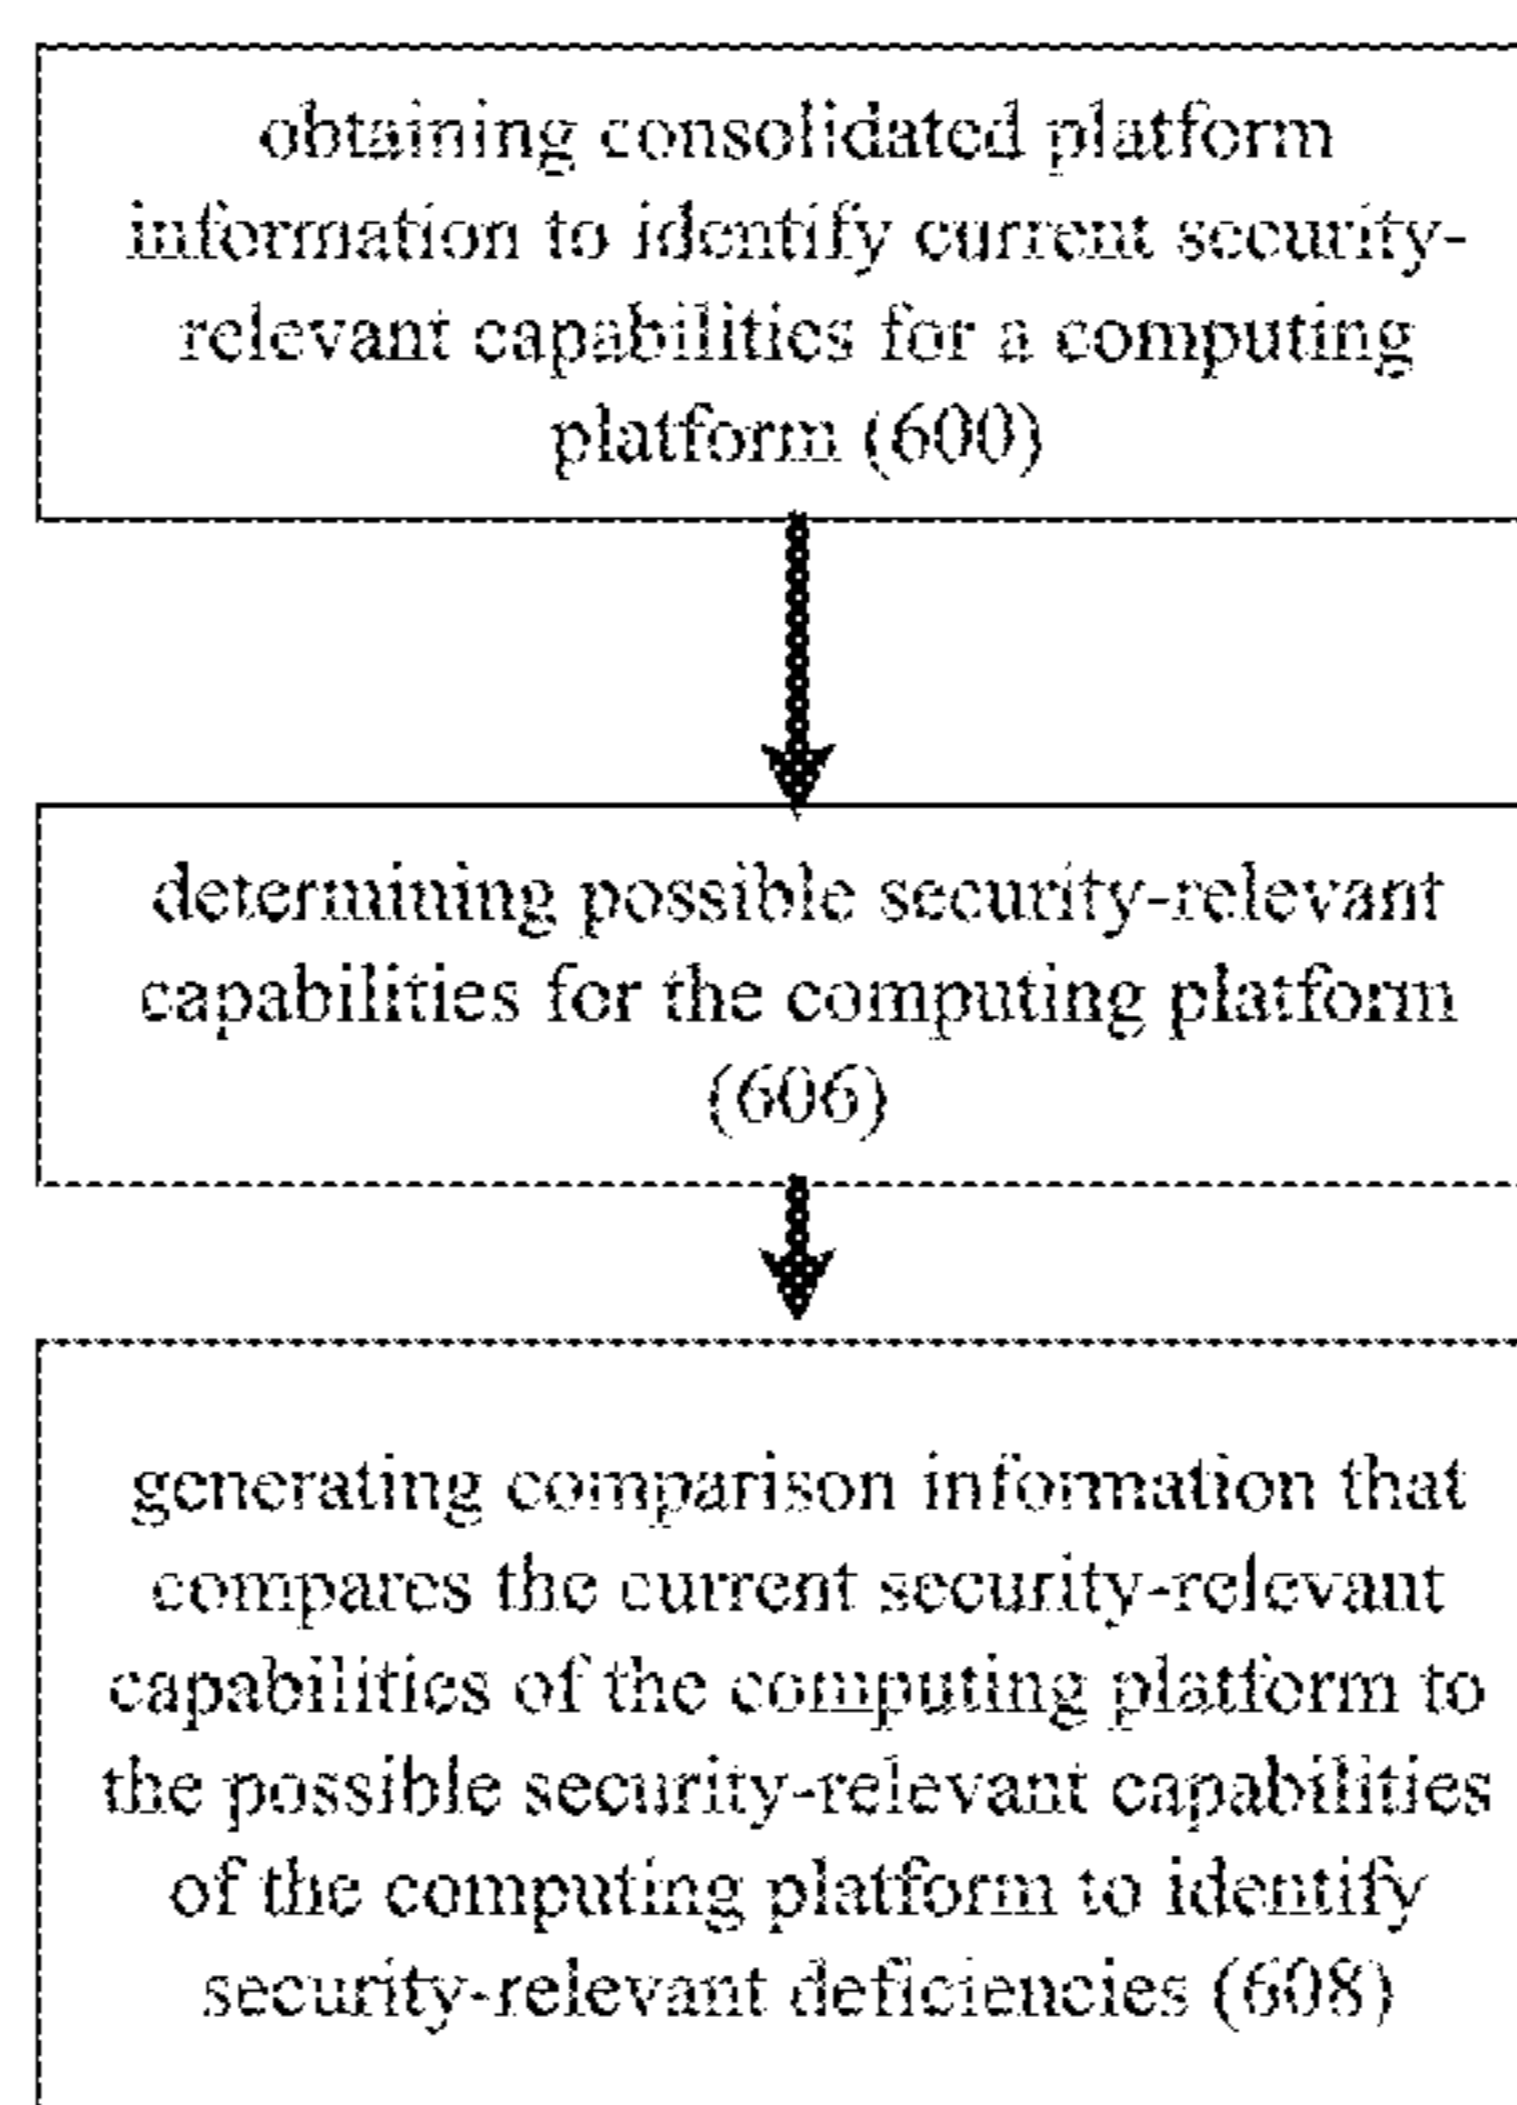 obtaining consolidated platform
information to identify current security-
relevant capabilities for a computing
platform (600)
determining possible security-relevant
capabilities for the computing platform
(606)
generating comparison information that
compares the current security-relevant
capabilities of the computing platform to
the possible security-relevant capabilities
of the computing platform to identify
security-relevant deficiencies (608)